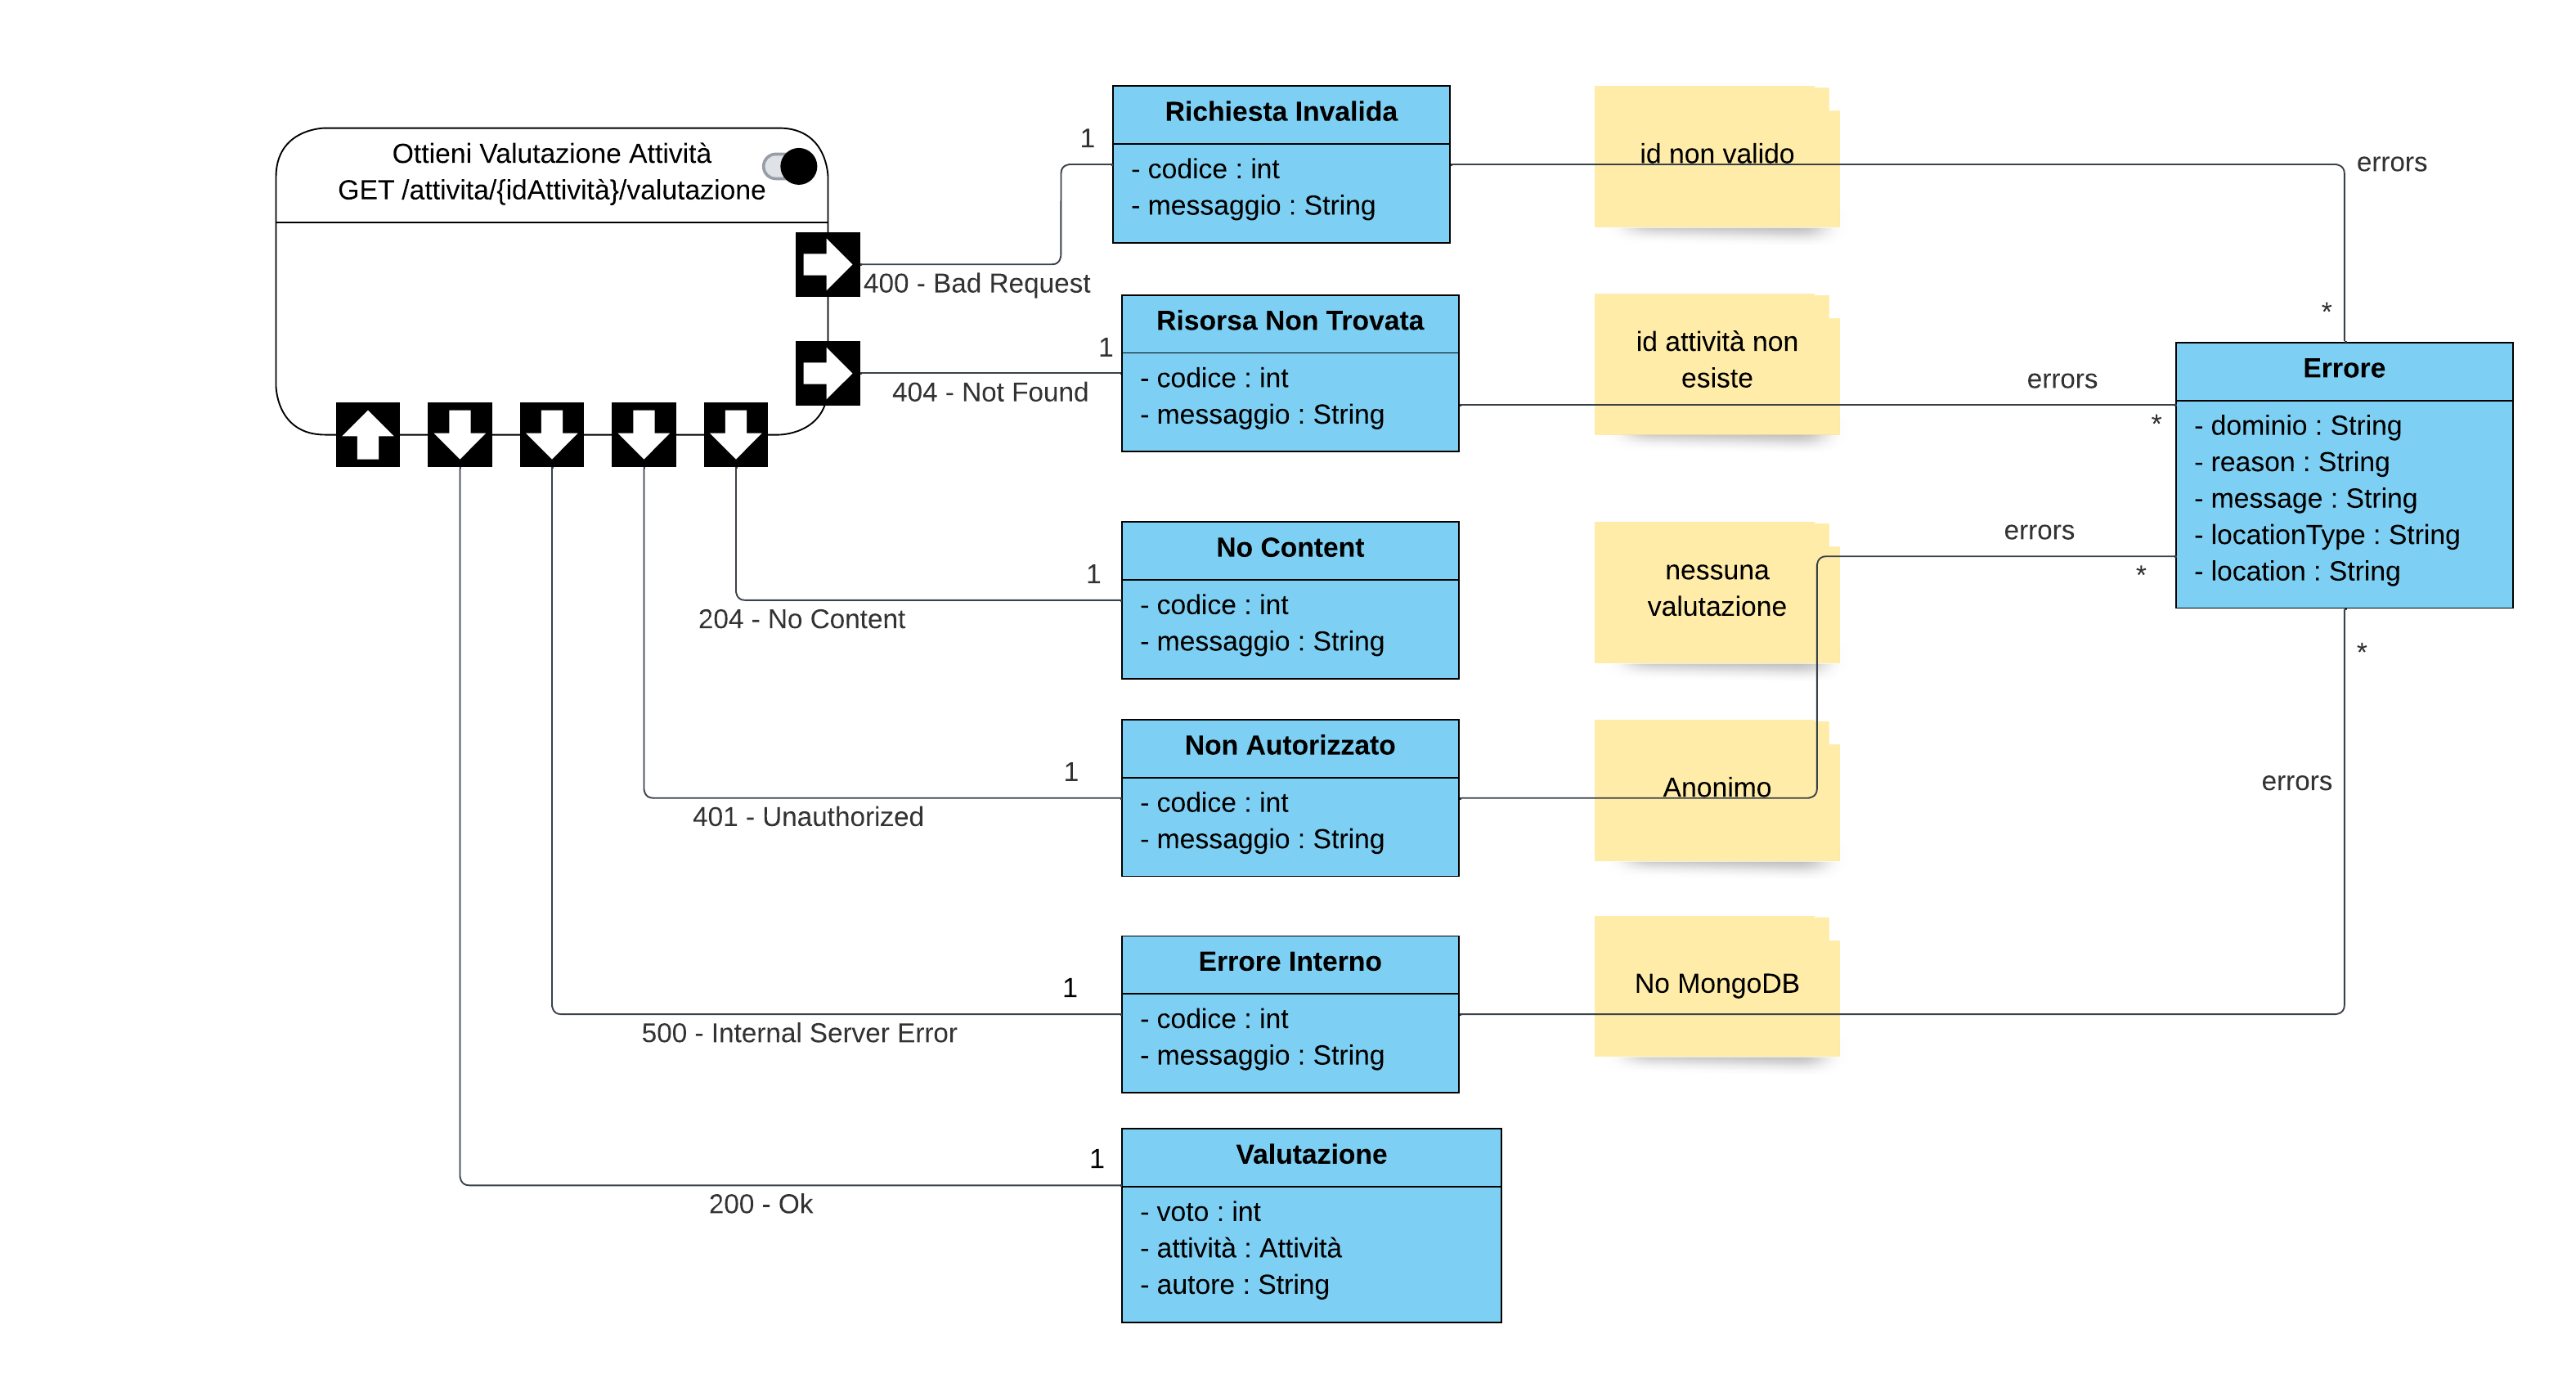 Ottieni Valutazione Attività
GET /attivita/{idAttività}/valutazione
400 - Bad Request
1
404 - Not Found
1
204 - No Content
1
401 - Unauthorized
1
500 - Internal Server Error
1
200 - Ok
1
Richiesta Invalida
- codice : int
- messaggio : String
id non valido
errors
*
Risorsa Non Trovata
- codice : int
- messaggio : String
id attività non
esiste
errors
*
No Content
- codice : int
- messaggio : String
nessuna
valutazione
errors
*
Non Autorizzato
- codice : int
- messaggio : String
Anonimo
Errore Interno
- codice : int
- messaggio : String
No MongoDB
errors
*
Valutazione
- voto : int
- attività : Attività
- autore : String
Errore
- dominio : String
- reason : String
- message : String
- locationType : String
- location : String